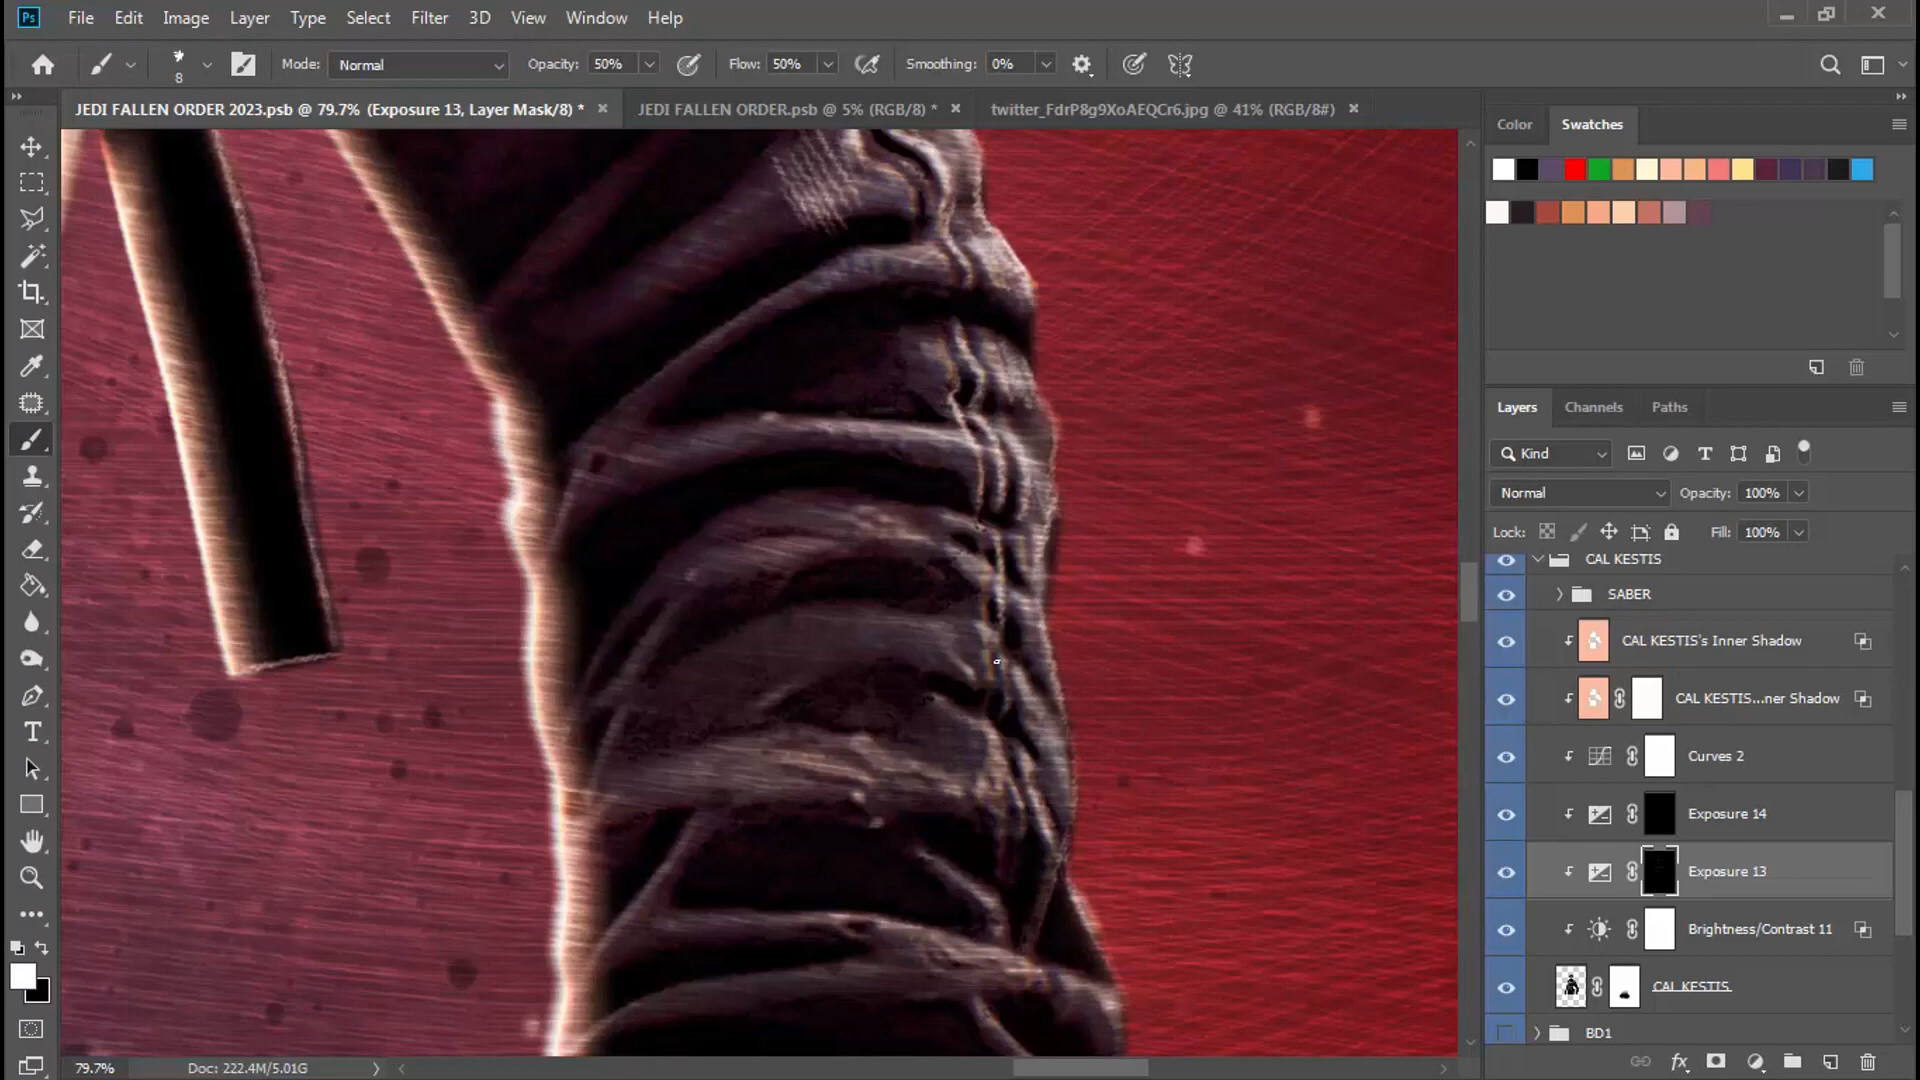 Ps File Edit Image Layer Type Select Filter 3D View Window Help
8 Mode: Normal Opacity: 50% Flow: 50% Smoothing: 0%
JEDI FALLEN ORDER 2023.psb @ 79.7% (Exposure 13, Layer Mask/8) * JEDI FALLEN ORDER.psb @ 5% (RGB/8) * twitter_FdrP8g9XoAEQCr6.jpg @ 41% (RGB/8#)
Color Swatches
Layers Channels Paths
Kind
Normal Opacity: 100%
Lock: Fill: 100%
CAL KESTIS
SABER
CAL KESTIS's Inner Shadow
CAL KESTIS...ner Shadow
Curves 2
Exposure 14
Exposure 13
Brightness/Contrast 11
CAL KESTIS
BD1
79.7% Doc: 222.4M/5.01G